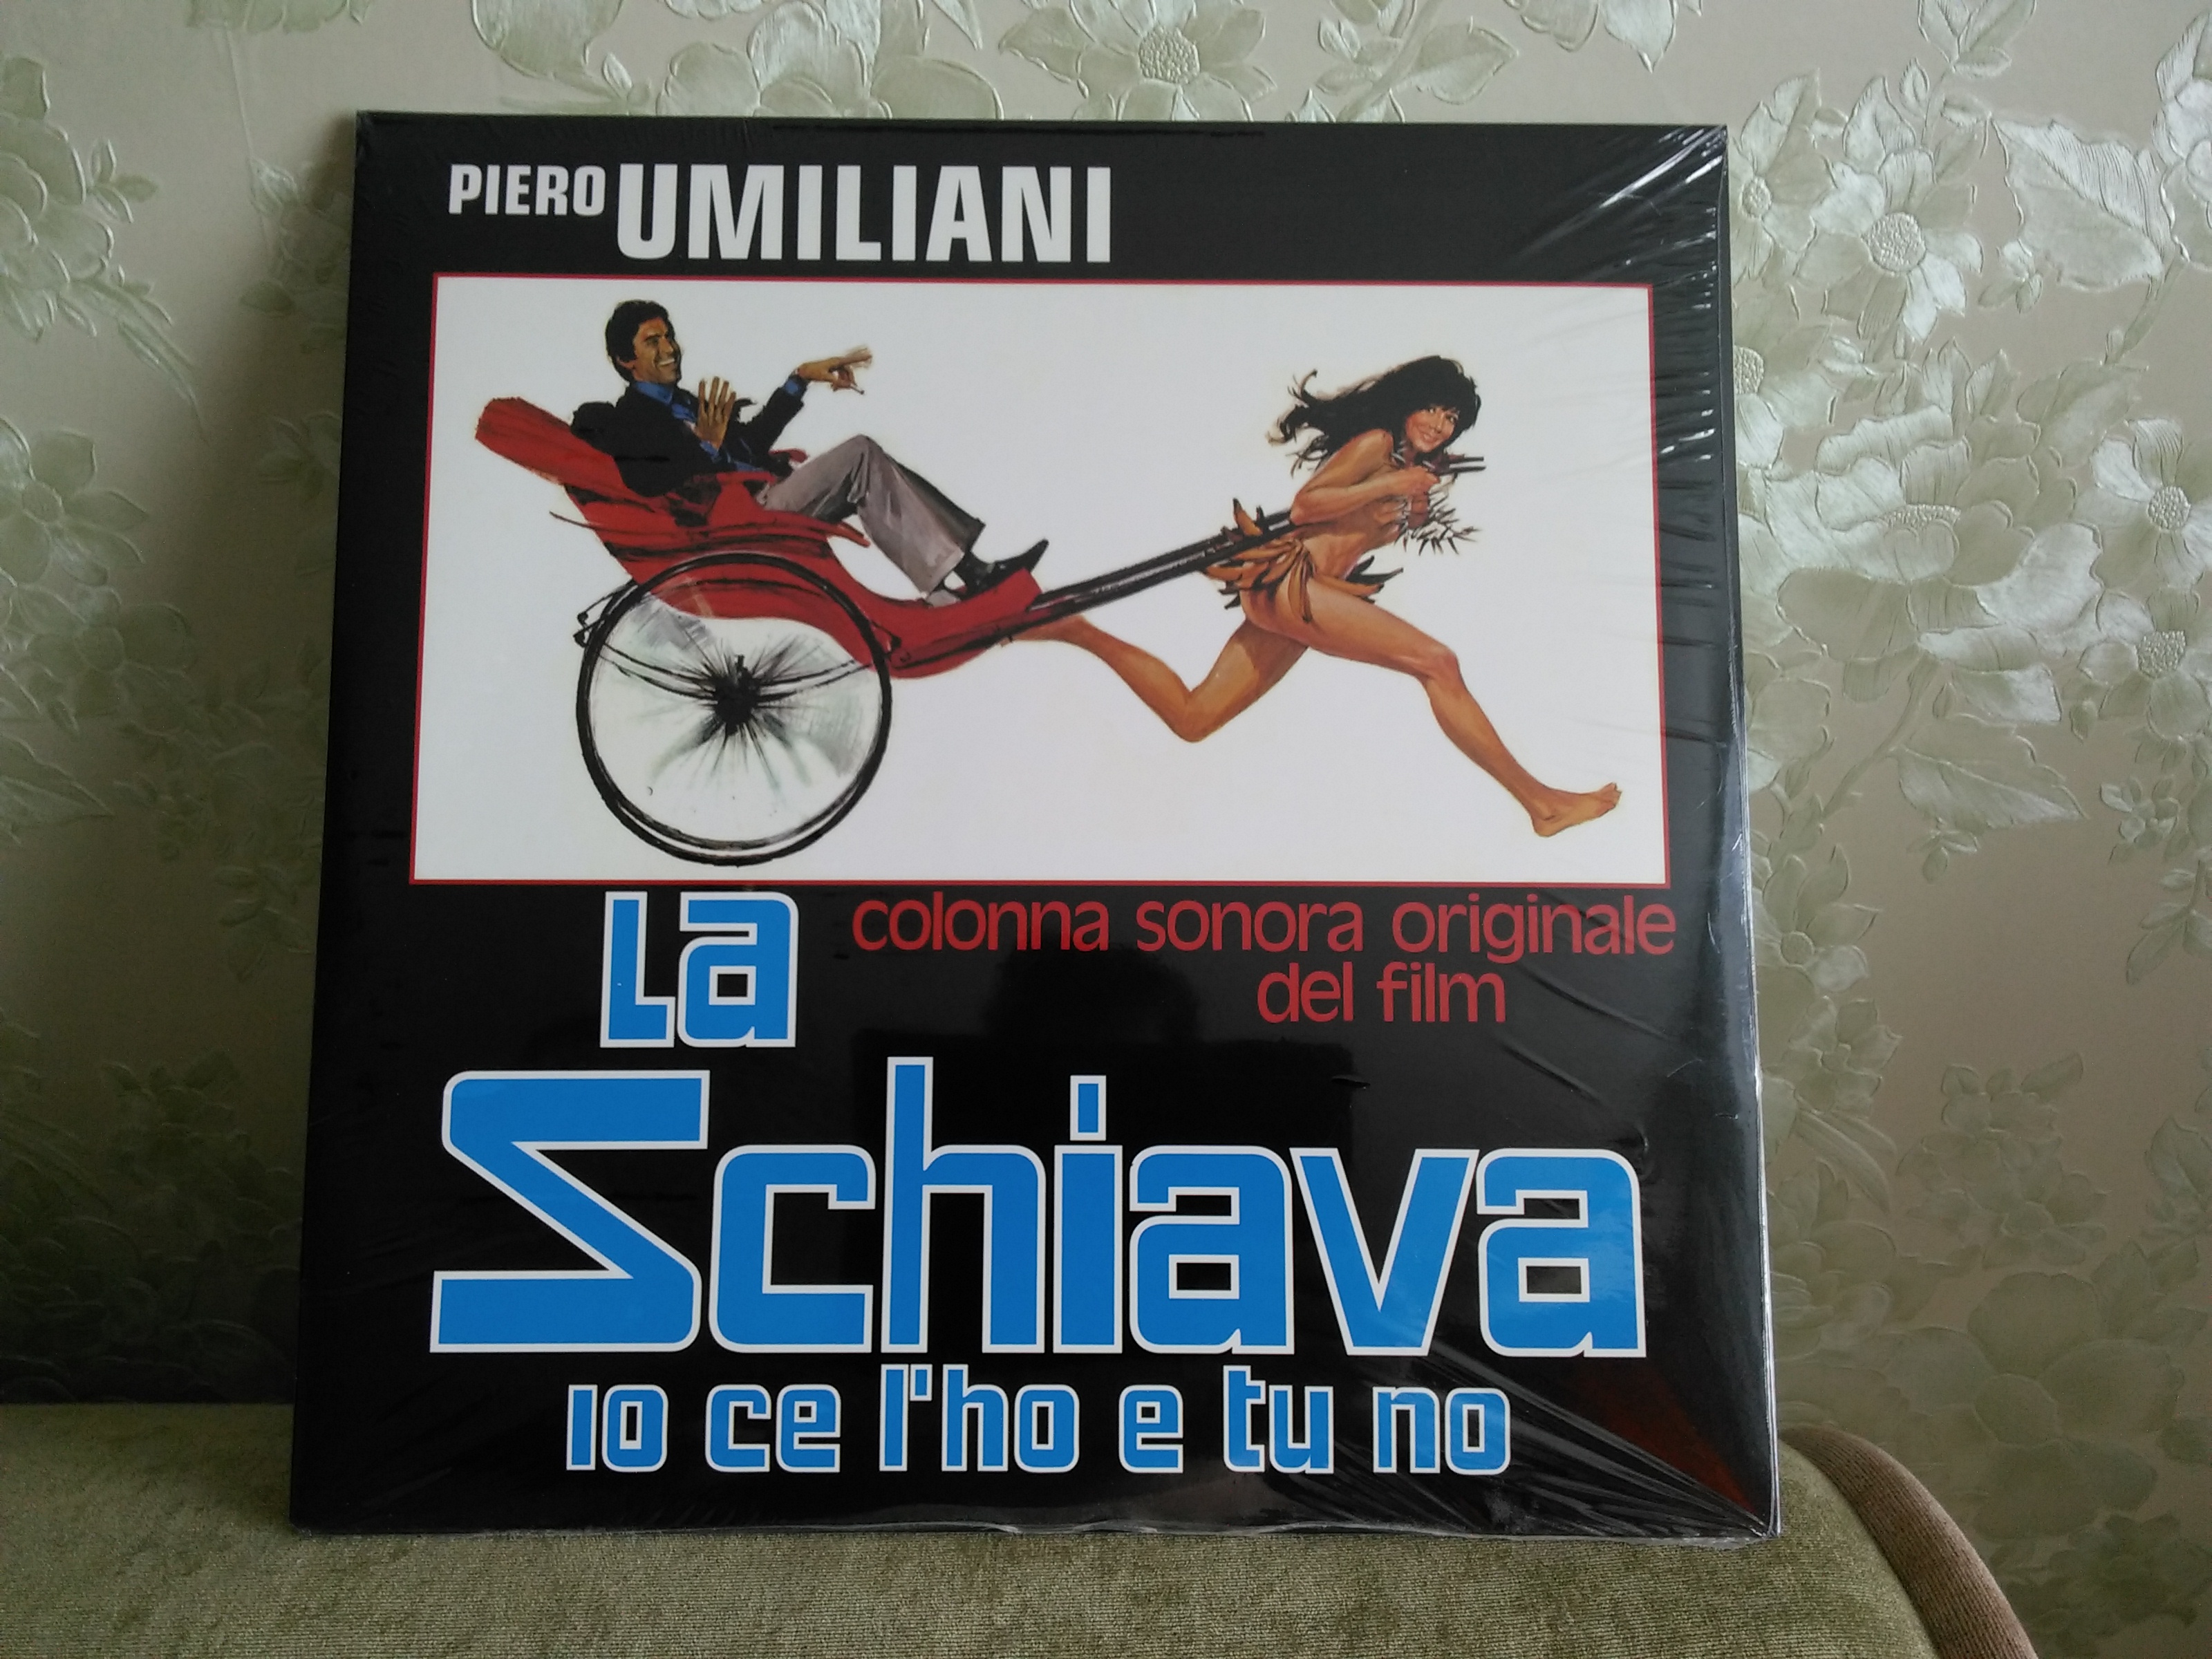 PIERO UMILIANI
La colonna sonora originale
del film
Schiava
io ce l'ho e tu no